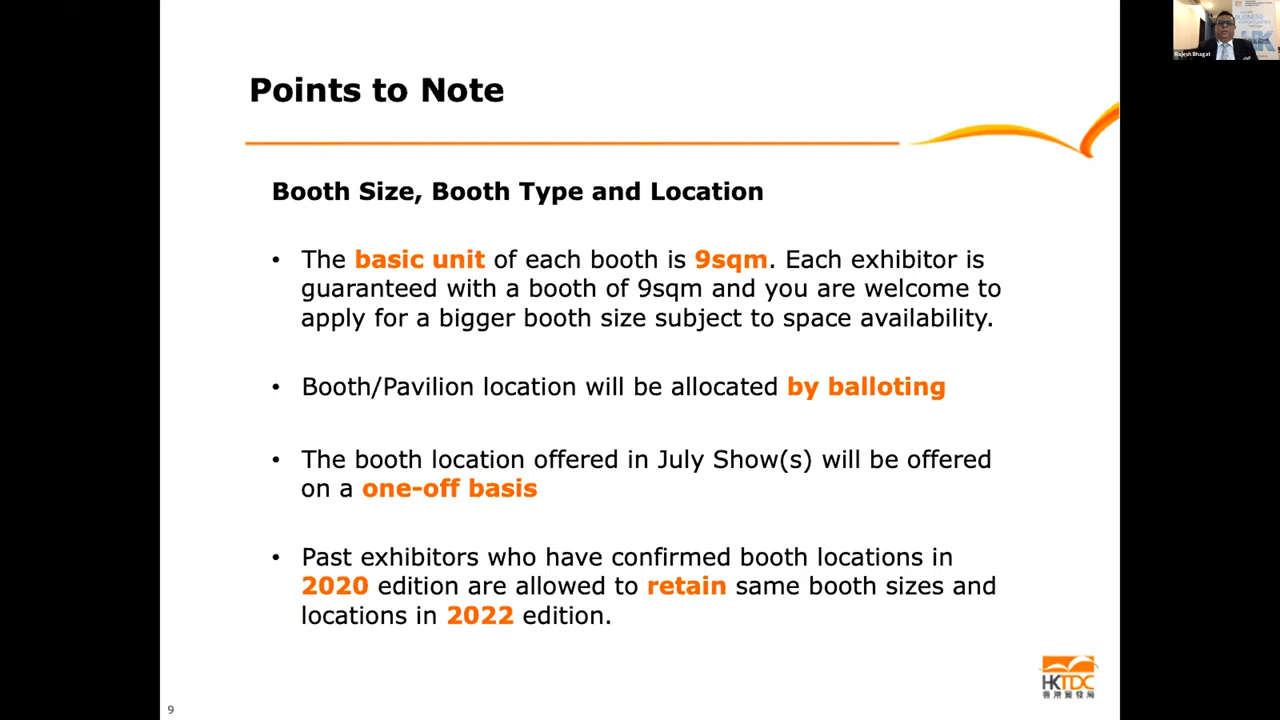 Points to Note
Rajesh Bhagat
Booth Size, Booth Type and Location
• The basic unit of each booth is 9sqm. Each exhibitor is
guaranteed with a booth of 9sqm and you are welcome to
apply for a bigger booth size subject to space availability.
• Booth/Pavilion location will be allocated by balloting
• The booth location offered in July Show(s) will be offered
on a one-off basis
• Past exhibitors who have confirmed booth locations in
2020 edition are allowed to retain same booth sizes and
locations in 2022 edition.
HKTDC
香港貿發局
9